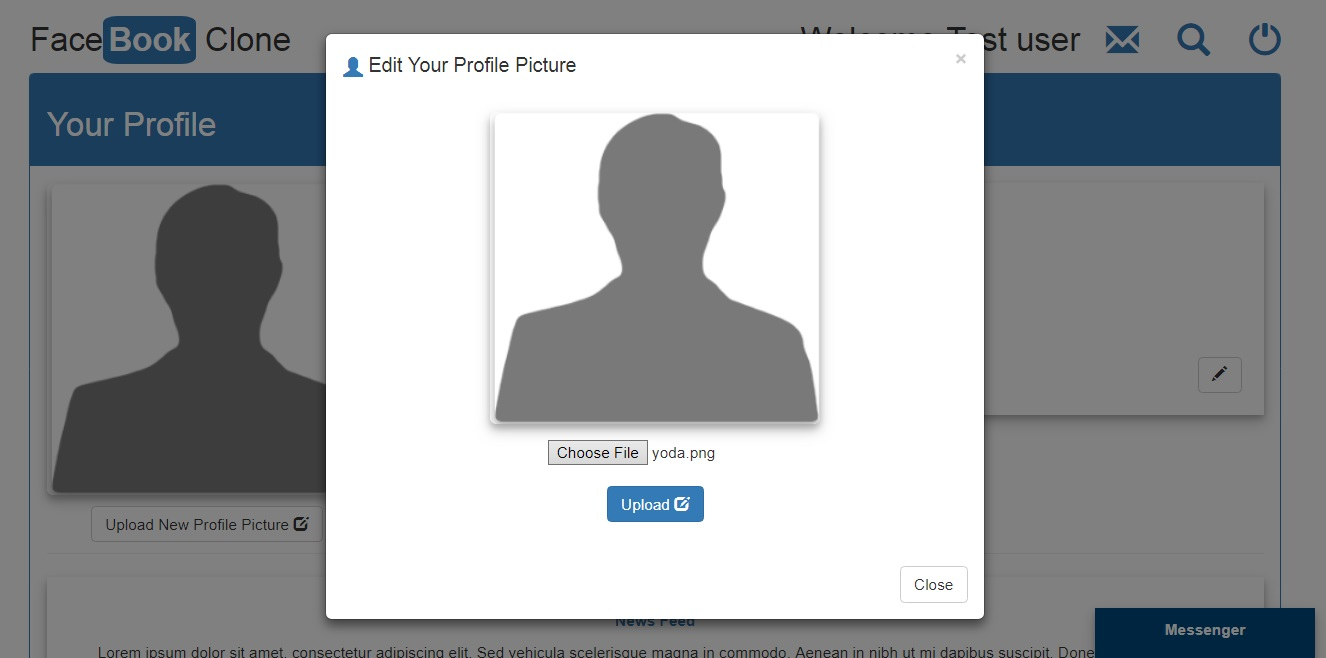 FaceBook Clone
Welcome Test user
Edit Your Profile Picture
×
Your Profile
Choose File yoda.png
Upload
Upload New Profile Picture
Close
News Feed
Messenger
Lorem ipsum dolor sit amet, consectetur adipiscing elit. Sed vehicula scelerisque magna in commodo. Aenean in nibh ut mi dapibus suscipit. Done